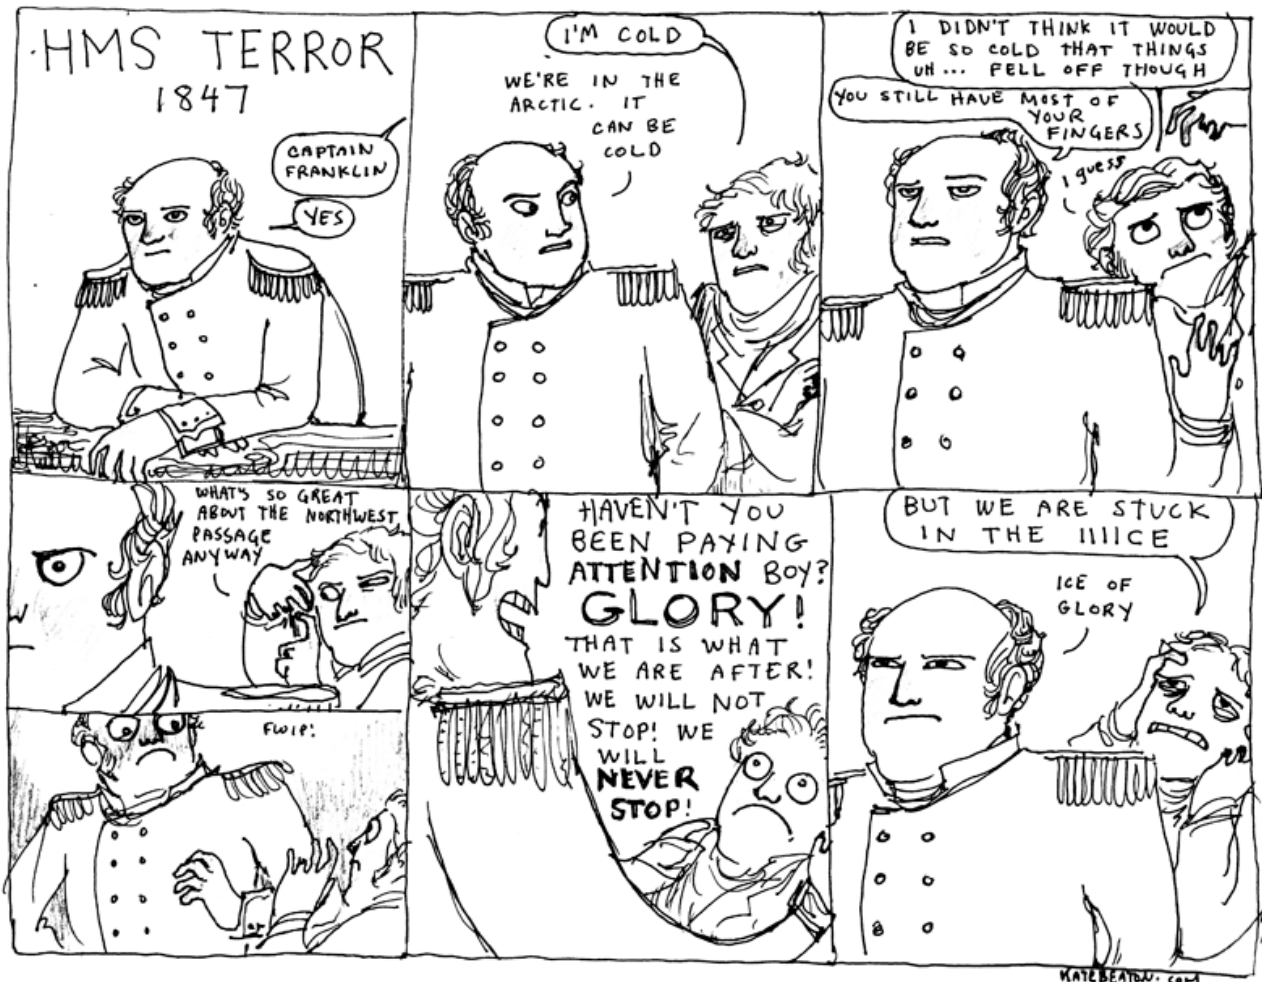 HMS TERROR
1847
CAPTAIN
FRANKLIN
YES
I'M COLD
WE'RE IN THE
ARCTIC. IT
CAN BE
COLD
I DIDN'T THINK IT WOULD
BE SO COLD THAT THINGS
UH... FELL OFF THOUGH
YOU STILL HAVE MOST OF
YOUR
FINGERS
I guess
WHAT'S SO GREAT
ABOUT THE NORTHWEST
PASSAGE
ANYWAY
FWIP!
HAVEN'T YOU
BEEN PAYING
ATTENTION BOY?
GLORY!
THAT IS WHAT
WE ARE AFTER!
WE WILL NOT
STOP! WE
WILL
NEVER
STOP!
BUT WE ARE STUCK
IN THE IIIICE
ICE OF
GLORY
KATEBEATON.COM